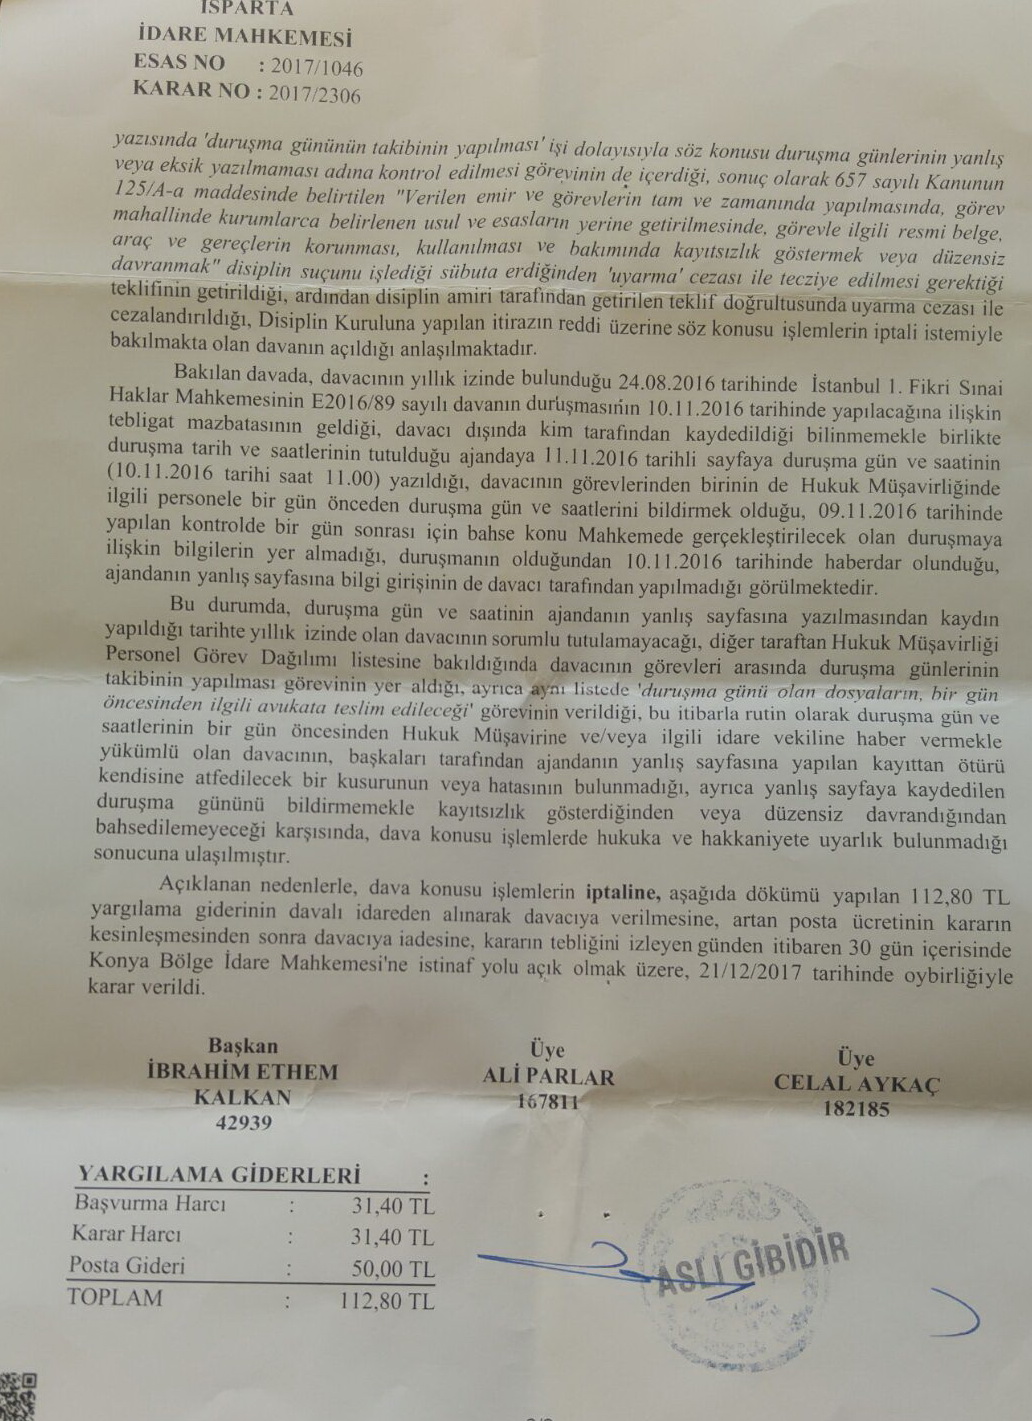 ISPARTA
İDARE MAHKEMESİ
ESAS NO : 2017/1046
KARAR NO : 2017/2306
yazısında 'duruşma gününün takibinin yapılması' işi dolayısıyla söz konusu duruşma günlerinin yanlış
veya eksik yazılmaması adına kontrol edilmesi görevinin de içerdiği, sonuç olarak 657 sayılı Kanunun
125/A-a maddesinde belirtilen "Verilen emir ve görevlerin tam ve zamanında yapılmasında, görev
mahallinde kurumlarca belirlenen usul ve esasların yerine getirilmesinde, görevle ilgili resmi belge,
araç ve gereçlerin korunması, kullanılması ve bakımında kayıtsızlık göstermek veya düzensiz
davranmak" disiplin suçunu işlediği sübuta erdiğinden 'uyarma' cezası ile tecziye edilmesi gerektiği
teklifinin getirildiği, ardından disiplin amiri tarafından getirilen teklif doğrultusunda uyarma cezası ile
cezalandırıldığı, Disiplin Kuruluna yapılan itirazın reddi üzerine söz konusu işlemlerin iptali istemiyle
bakılmakta olan davanın açıldığı anlaşılmaktadır.
Bakılan davada, davacının yıllık izinde bulunduğu 24.08.2016 tarihinde İstanbul 1. Fikri Sınai
Haklar Mahkemesinin E2016/89 sayılı davanın duruşmasının 10.11.2016 tarihinde yapılacağına ilişkin
tebligat mazbatasının geldiği, davacı dışında kim tarafından kaydedildiği bilinmemekle birlikte
duruşma tarih ve saatlerinin tutulduğu ajandaya 11.11.2016 tarihli sayfaya duruşma gün ve saatinin
(10.11.2016 tarihi saat 11.00) yazıldığı, davacının görevlerinden birinin de Hukuk Müşavirliğinde
ilgili personele bir gün önceden duruşma gün ve saatlerini bildirmek olduğu, 09.11.2016 tarihinde
yapılan kontrolde bir gün sonrası için bahse konu Mahkemede gerçekleştirilecek olan duruşmaya
ilişkin bilgilerin yer almadığı, duruşmanın olduğundan 10.11.2016 tarihinde haberdar olunduğu,
ajandanın yanlış sayfasına bilgi girişinin de davacı tarafından yapılmadığı görülmektedir.
Bu durumda, duruşma gün ve saatinin ajandanın yanlış sayfasına yazılmasından kaydın
yapıldığı tarihte yıllık izinde olan davacının sorumlu tutulamayacağı, diğer taraftan Hukuk Müşavirliği
Personel Görev Dağılımı listesine bakıldığında davacının görevleri arasında duruşma günlerinin
takibinin yapılması görevinin yer aldığı, ayrıca aynı listede 'duruşma günü olan dosyaların, bir gün
öncesinden ilgili avukata teslim edileceği' görevinin verildiği, bu itibarla rutin olarak duruşma gün ve
saatlerinin bir gün öncesinden Hukuk Müşavirine ve/veya ilgili idare vekiline haber vermekle
yükümlü olan davacının, başkaları tarafından ajandanın yanlış sayfasına yapılan kayıttan ötürü
kendisine atfedilecek bir kusurunun veya hatasının bulunmadığı, ayrıca yanlış sayfaya kaydedilen
duruşma gününü bildirmemekle kayıtsızlık gösterdiğinden veya düzensiz davrandığından
bahsedilemeyeceği karşısında, dava konusu işlemlerde hukuka ve hakkaniyete uyarlık bulunmadığı
sonucuna ulaşılmıştır.
Açıklanan nedenlerle, dava konusu işlemlerin iptaline, aşağıda dökümü yapılan 112,80 TL
yargılama giderinin davalı idareden alınarak davacıya verilmesine, artan posta ücretinin kararın
kesinleşmesinden sonra davacıya iadesine, kararın tebliğini izleyen günden itibaren 30 gün içerisinde
Konya Bölge İdare Mahkemesi'ne istinaf yolu açık olmak üzere, 21/12/2017 tarihinde oybirliğiyle
karar verildi.
Başkan
İBRAHİM ETHEM
KALKAN
42939
Üye
ALİ PARLAR
167811
Üye
CELAL AYKAÇ
182185
YARGILAMA GİDERLERİ :
Başvurma Harcı : 31,40 TL
Karar Harcı : 31,40 TL
Posta Gideri : 50,00 TL
TOPLAM : 112,80 TL
ASLI GİBİDİR